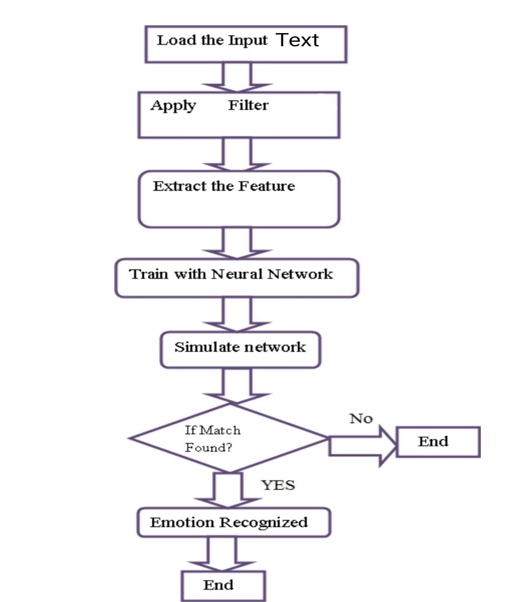 Load the Input Text
Apply Filter
Extract the Feature
Train with Neural Network
Simulate network
If Match
Found?
No
End
YES
Emotion Recognized
End